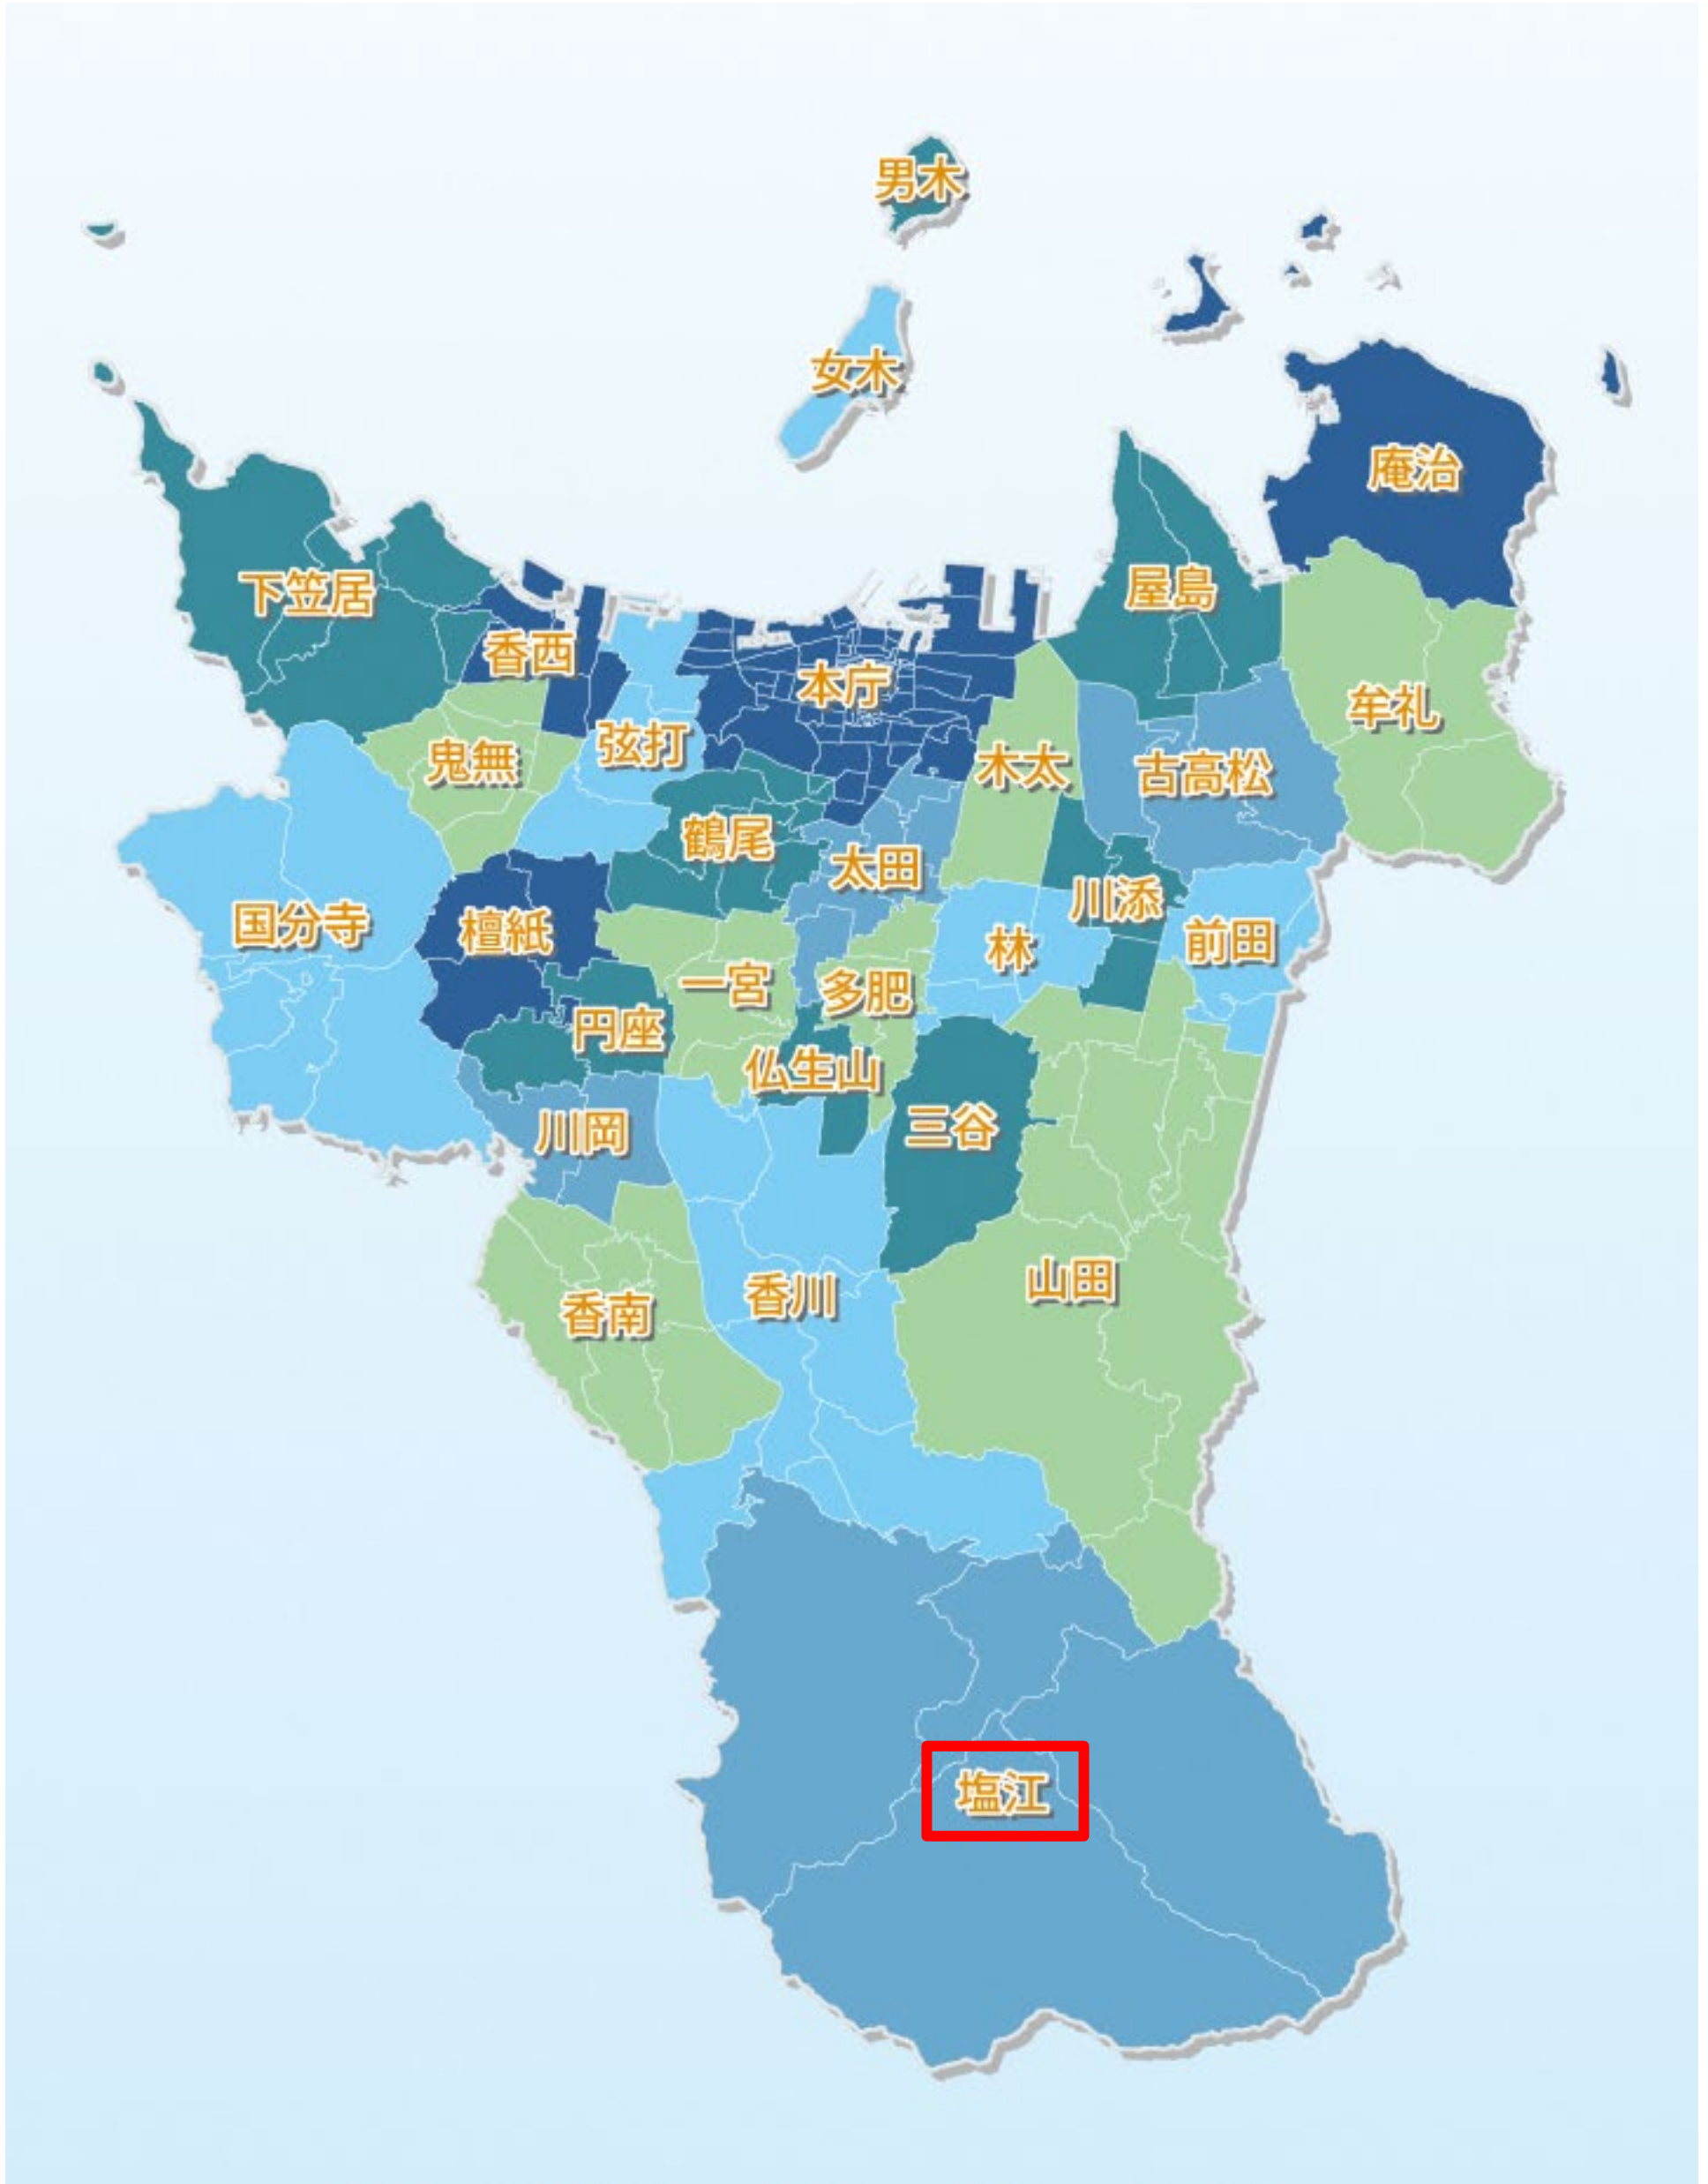 男木
女木
庵治
下笠居
屋島
香西
本庁
牟礼
弦打
鬼無
木太
古高松
鶴尾
太田
川添
国分寺
檀紙
林
前田
一宮
多肥
円座
仏生山
川岡
三谷
山田
香川
香南
塩江